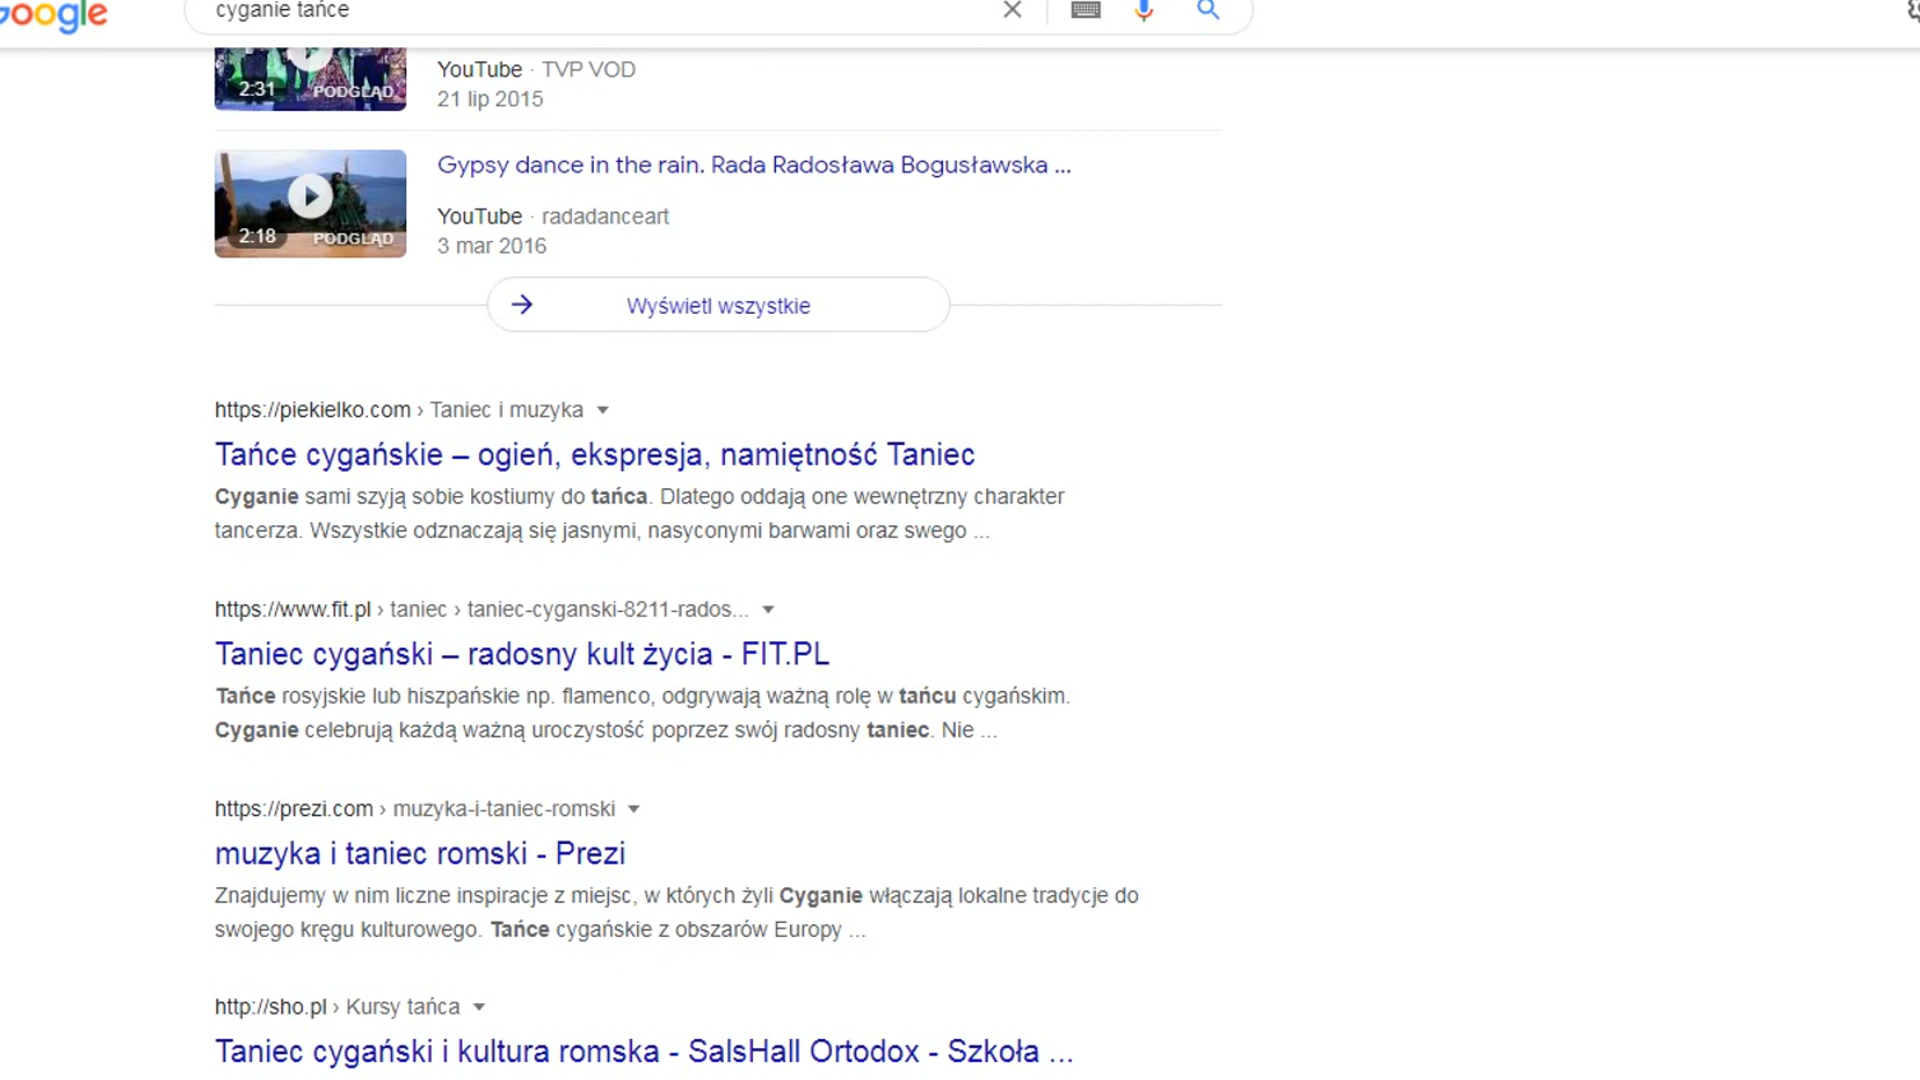 Google
cyganie tańce
2:31 PODGLĄD
YouTube · TVP VOD
21 lip 2015
Gypsy dance in the rain. Rada Radosława Bogusławska ...
YouTube · radadanceart
3 mar 2016
2:18 PODGLĄD
Wyświetl wszystkie
https://piekielko.com › Taniec i muzyka
Tańce cygańskie – ogień, ekspresja, namiętność Taniec
Cyganie sami szyją sobie kostiumy do tańca. Dlatego oddają one wewnętrzny charakter
tancerza. Wszystkie odznaczają się jasnymi, nasyconymi barwami oraz swego ...
https://www.fit.pl › taniec › taniec-cyganski-8211-rados...
Taniec cygański – radosny kult życia - FIT.PL
Tańce rosyjskie lub hiszpańskie np. flamenco, odgrywają ważną rolę w tańcu cygańskim.
Cyganie celebrują każdą ważną uroczystość poprzez swój radosny taniec. Nie ...
https://prezi.com › muzyka-i-taniec-romski
muzyka i taniec romski - Prezi
Znajdujemy w nim liczne inspiracje z miejsc, w których żyli Cyganie włączają lokalne tradycje do
swojego kręgu kulturowego. Tańce cygańskie z obszarów Europy ...
http://sho.pl › Kursy tańca
Taniec cygański i kultura romska - SalsHall Ortodox - Szkoła ...